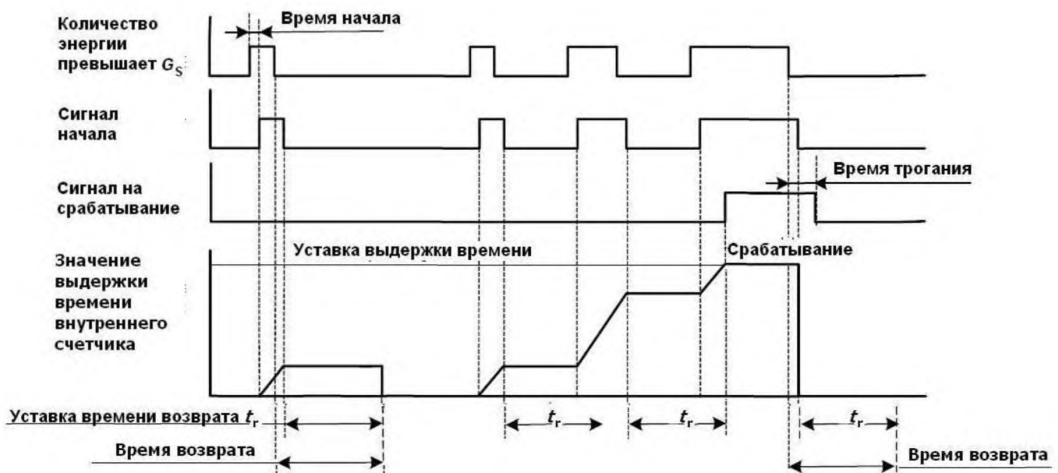 Количество
энергии
превышает G_S
Время начала
Сигнал
начала
Сигнал на
срабатывание
Время трогания
Значение
выдержки
времени
внутреннего
счетчика
Уставка выдержки времени
Срабатывание
Уставка времени возврата t_r
t_r
t_r
t_r
Время возврата
Время возврата